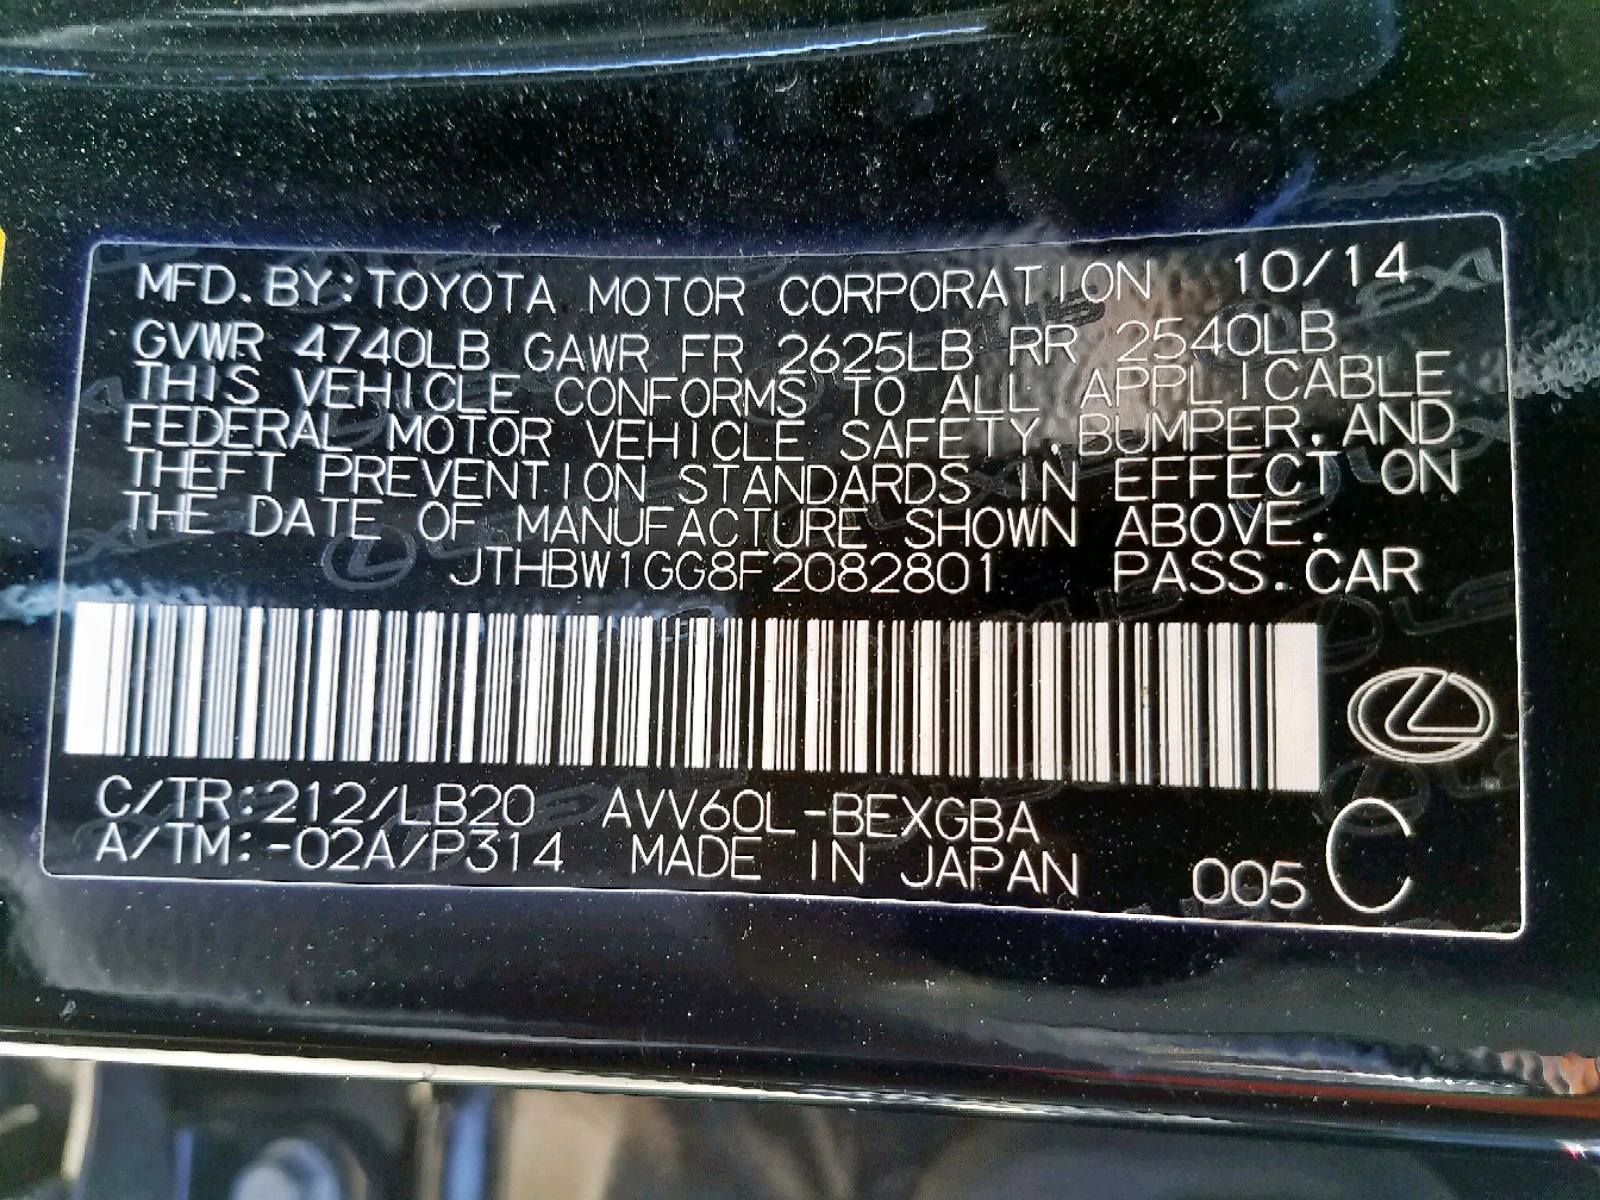 MFD. BY: TOYOTA MOTOR CORPORATION 10/14
GVWR 4740LB GAWR FR 2625LB RR 2540LB
THIS VEHICLE CONFORMS TO ALL APPLICABLE
FEDERAL MOTOR VEHICLE SAFETY, BUMPER, AND
THEFT PREVENTION STANDARDS IN EFFECT ON
THE DATE OF MANUFACTURE SHOWN ABOVE.
JTHBW1GG8F2082801 PASS. CAR
C/TR: 212/LB20 AVV60L-BEXGBA
A/TM: -02A/P314 MADE IN JAPAN 005 C